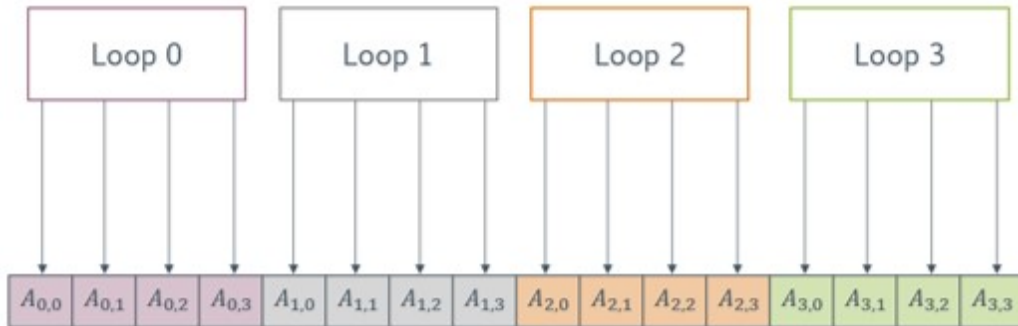 Loop 0 Loop 1 Loop 2 Loop 3
A0,0 A0,1 A0,2 A0,3 A1,0 A1,1 A1,2 A1,3 A2,0 A2,1 A2,2 A2,3 A3,0 A3,1 A3,2 A3,3